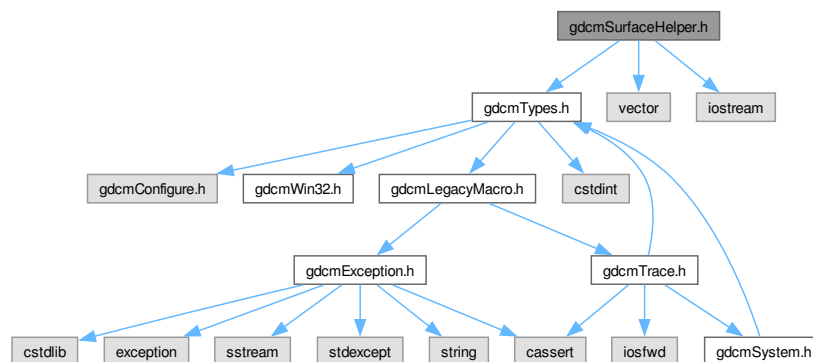 gdcmSurfaceHelper.h
gdcmTypes.h
vector
iostream
gdcmConfigure.h
gdcmWin32.h
gdcmLegacyMacro.h
cstdint
gdcmException.h
gdcmTrace.h
cstdlib
exception
sstream
stdexcept
string
cassert
iosfwd
gdcmSystem.h